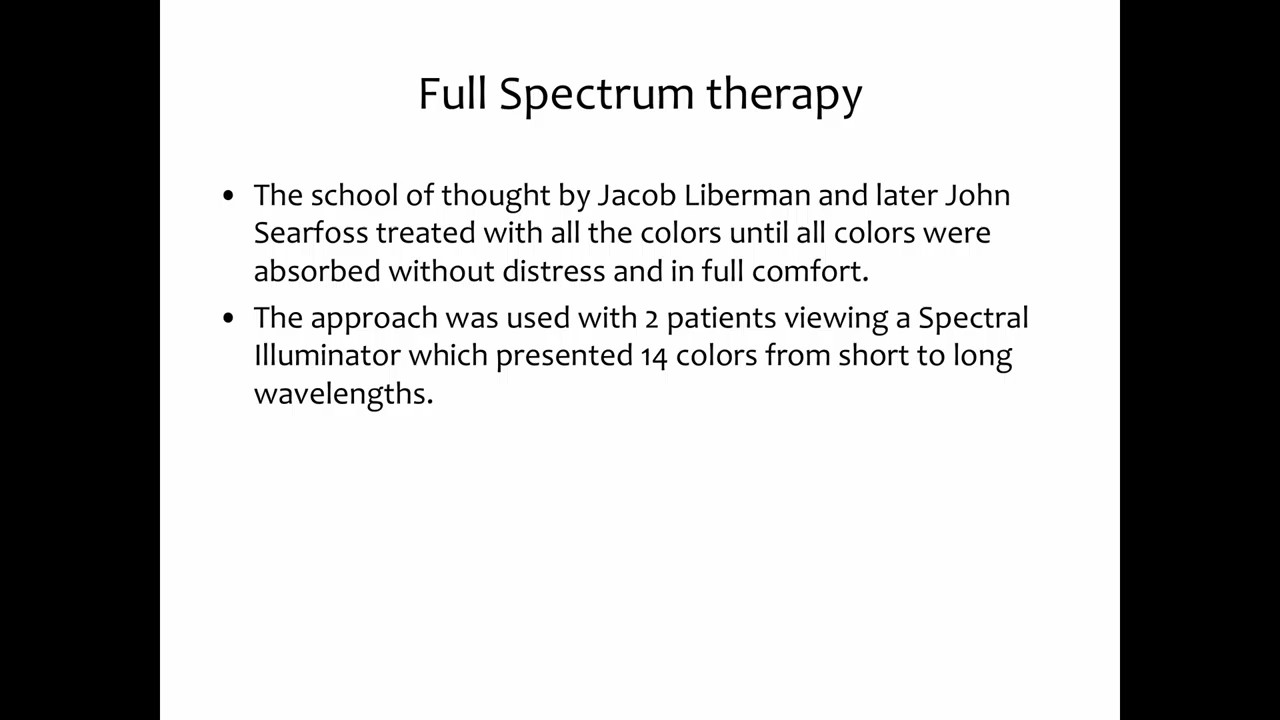 Full Spectrum therapy
• The school of thought by Jacob Liberman and later John
Searfoss treated with all the colors until all colors were
absorbed without distress and in full comfort.
• The approach was used with 2 patients viewing a Spectral
Illuminator which presented 14 colors from short to long
wavelengths.